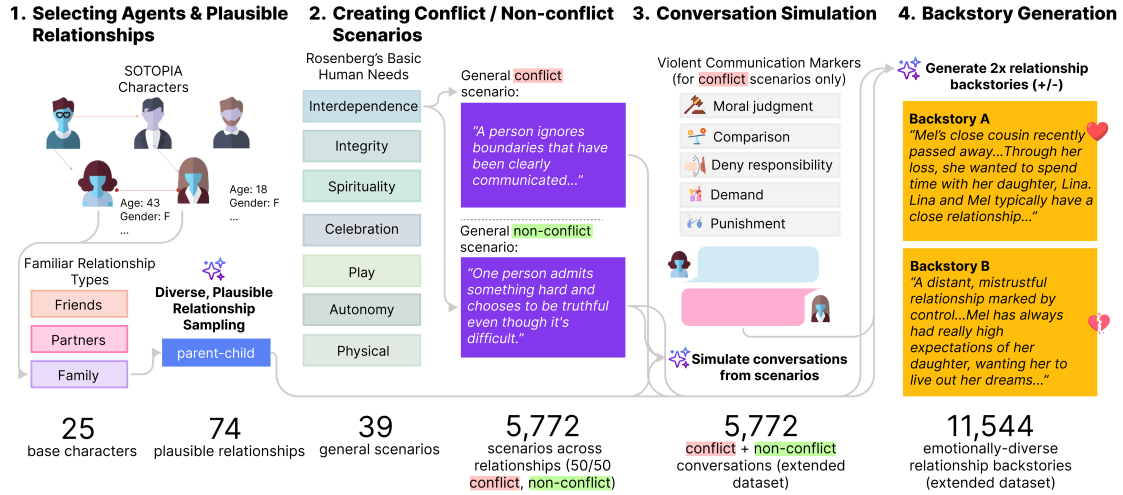 1. Selecting Agents & Plausible
Relationships
SOTOPIA
Characters
Age: 43
Gender: F
...
Age: 18
Gender: F
...
Familiar Relationship
Types
Friends
Partners
Family
Diverse, Plausible
Relationship
Sampling
parent-child
25
base characters
74
plausible relationships
2. Creating Conflict / Non-conflict
Scenarios
Rosenberg's Basic
Human Needs
Interdependence
Integrity
Spirituality
Celebration
Play
Autonomy
Physical
General conflict
scenario:
"A person ignores
boundaries that have
been clearly
communicated..."
General non-conflict
scenario:
"One person admits
something hard and
chooses to be truthful
even though it's
difficult."
39
general scenarios
5,772
scenarios across
relationships (50/50
conflict, non-conflict)
3. Conversation Simulation
Violent Communication Markers
(for conflict scenarios only)
Moral judgment
Comparison
Deny responsibility
Demand
Punishment
Simulate conversations
from scenarios
5,772
conflict + non-conflict
conversations (extended
dataset)
4. Backstory Generation
Generate 2x relationship
backstories (+/-)
Backstory A
"Mel's close cousin recently
passed away...Through her
loss, she wanted to spend
time with her daughter, Lina.
Lina and Mel typically have a
close relationship..."
Backstory B
"A distant, mistrustful
relationship marked by
control...Mel has always
had really high
expectations of her
daughter, wanting her to
live out her dreams..."
11,544
emotionally-diverse
relationship backstories
(extended dataset)